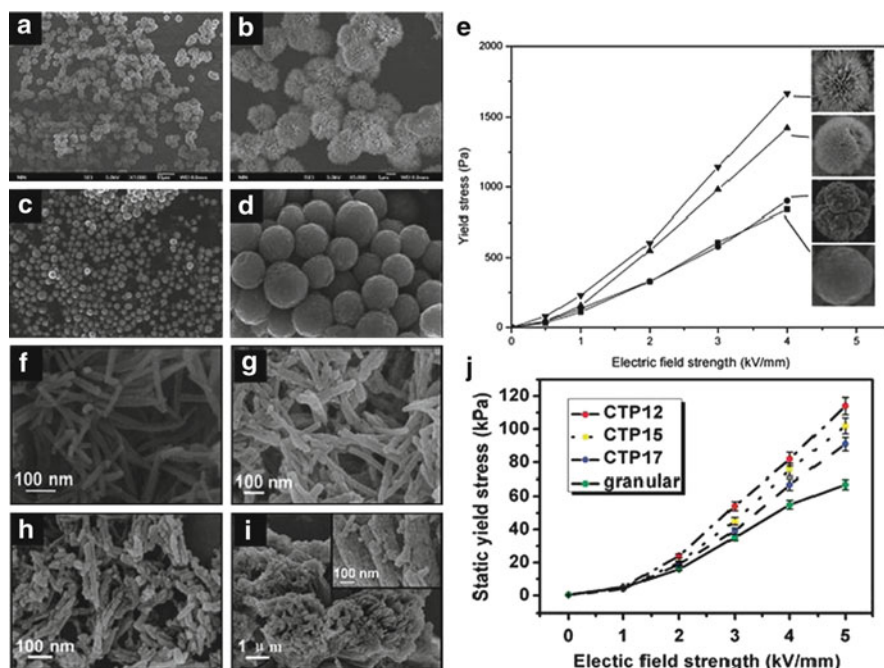 a
b
c
d
e
2000
1500
1000
500
0
Yield stress (Pa)
0 1 2 3 4 5
Electric field strength (kV/mm)
f
100 nm
g
100 nm
h
100 nm
i
100 nm
1 μm
j
120
100
80
60
40
20
0
Static yield stress (kPa)
CTP12
CTP15
CTP17
granular
0 1 2 3 4 5
Electic field strength (kV/mm)